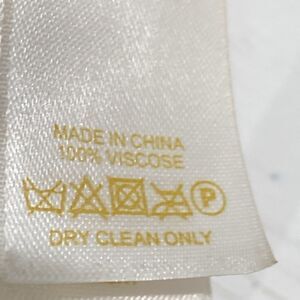 MADE IN CHINA
100% VISCOSE
P
DRY CLEAN ONLY